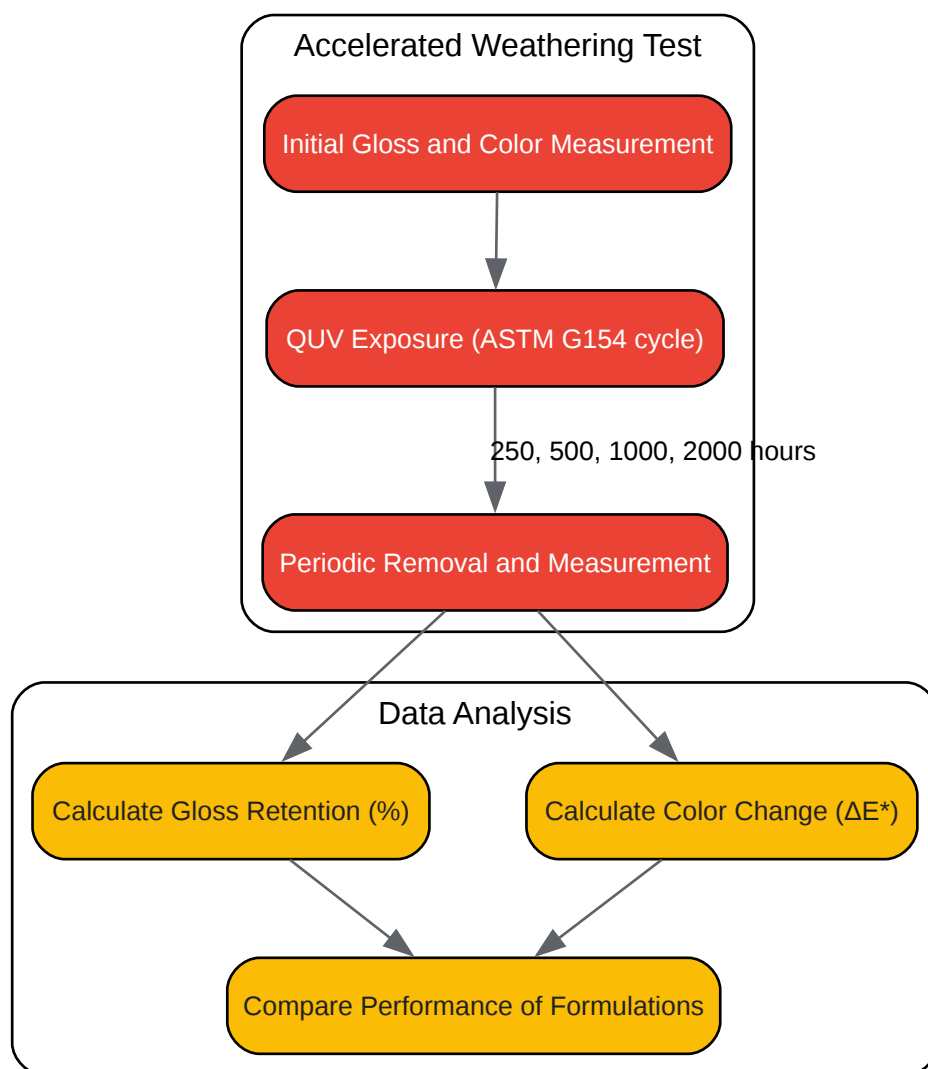 Accelerated Weathering Test
Initial Gloss and Color Measurement
QUV Exposure (ASTM G154 cycle)
250, 500, 1000, 2000 hours
Periodic Removal and Measurement
Data Analysis
Calculate Gloss Retention (%)
Calculate Color Change (ΔE*)
Compare Performance of Formulations